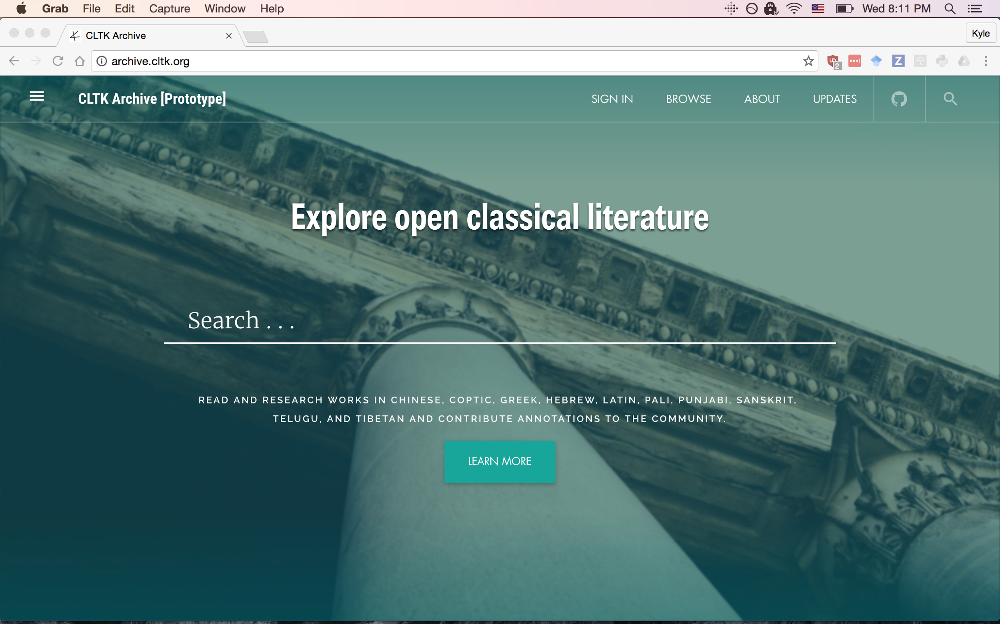 Grab File Edit Capture Window Help Wed 8:11 PM
CLTK Archive Kyle
archive.cltk.org 2 Z
CLTK Archive [Prototype] SIGN IN BROWSE ABOUT UPDATES
Explore open classical literature
Search . . .
READ AND RESEARCH WORKS IN CHINESE, COPTIC, GREEK, HEBREW, LATIN, PALI, PUNJABI, SANSKRIT,
TELUGU, AND TIBETAN AND CONTRIBUTE ANNOTATIONS TO THE COMMUNITY.
LEARN MORE